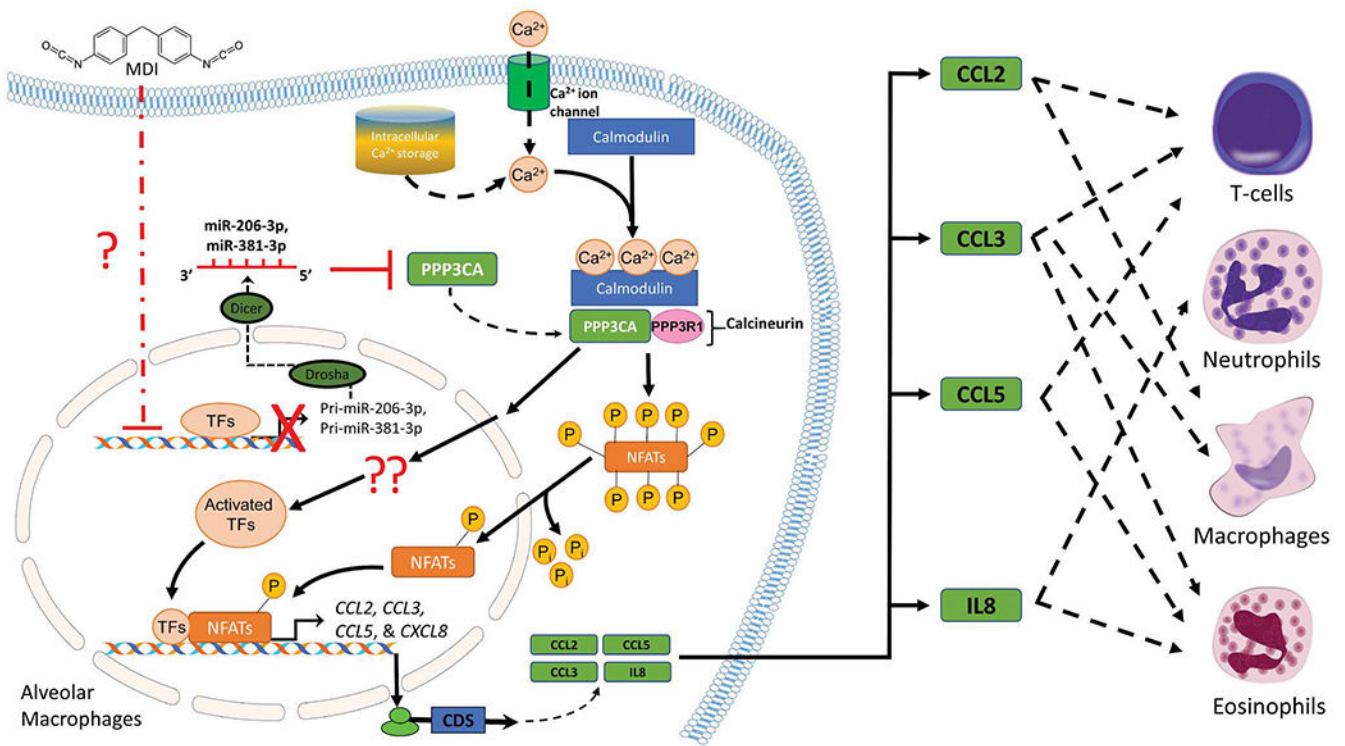 O=C=N
N=C=O
MDI
Ca²⁺
Ca²⁺ ion
channel
Intracellular
Ca²⁺ storage
Calmodulin
Ca²⁺
miR-206-3p,
miR-381-3p
3’
5’
?
PPP3CA
Ca²⁺
Ca²⁺
Ca²⁺
Calmodulin
Dicer
PPP3CA
PPP3R1
Calcineurin
Drosha
TFs
X
Pri-miR-206-3p,
Pri-miR-381-3p
P
P
P
P
P
NFATs
P
P
P
??
Activated
TFs
P
NFATs
Pi
Pi
Pi
P
TFs
NFATs
CCL2, CCL3,
CCL5, & CXCL8
CCL2
CCL5
CCL3
IL8
CDS
Alveolar
Macrophages
CCL2
CCL3
CCL5
IL8
T-cells
Neutrophils
Macrophages
Eosinophils